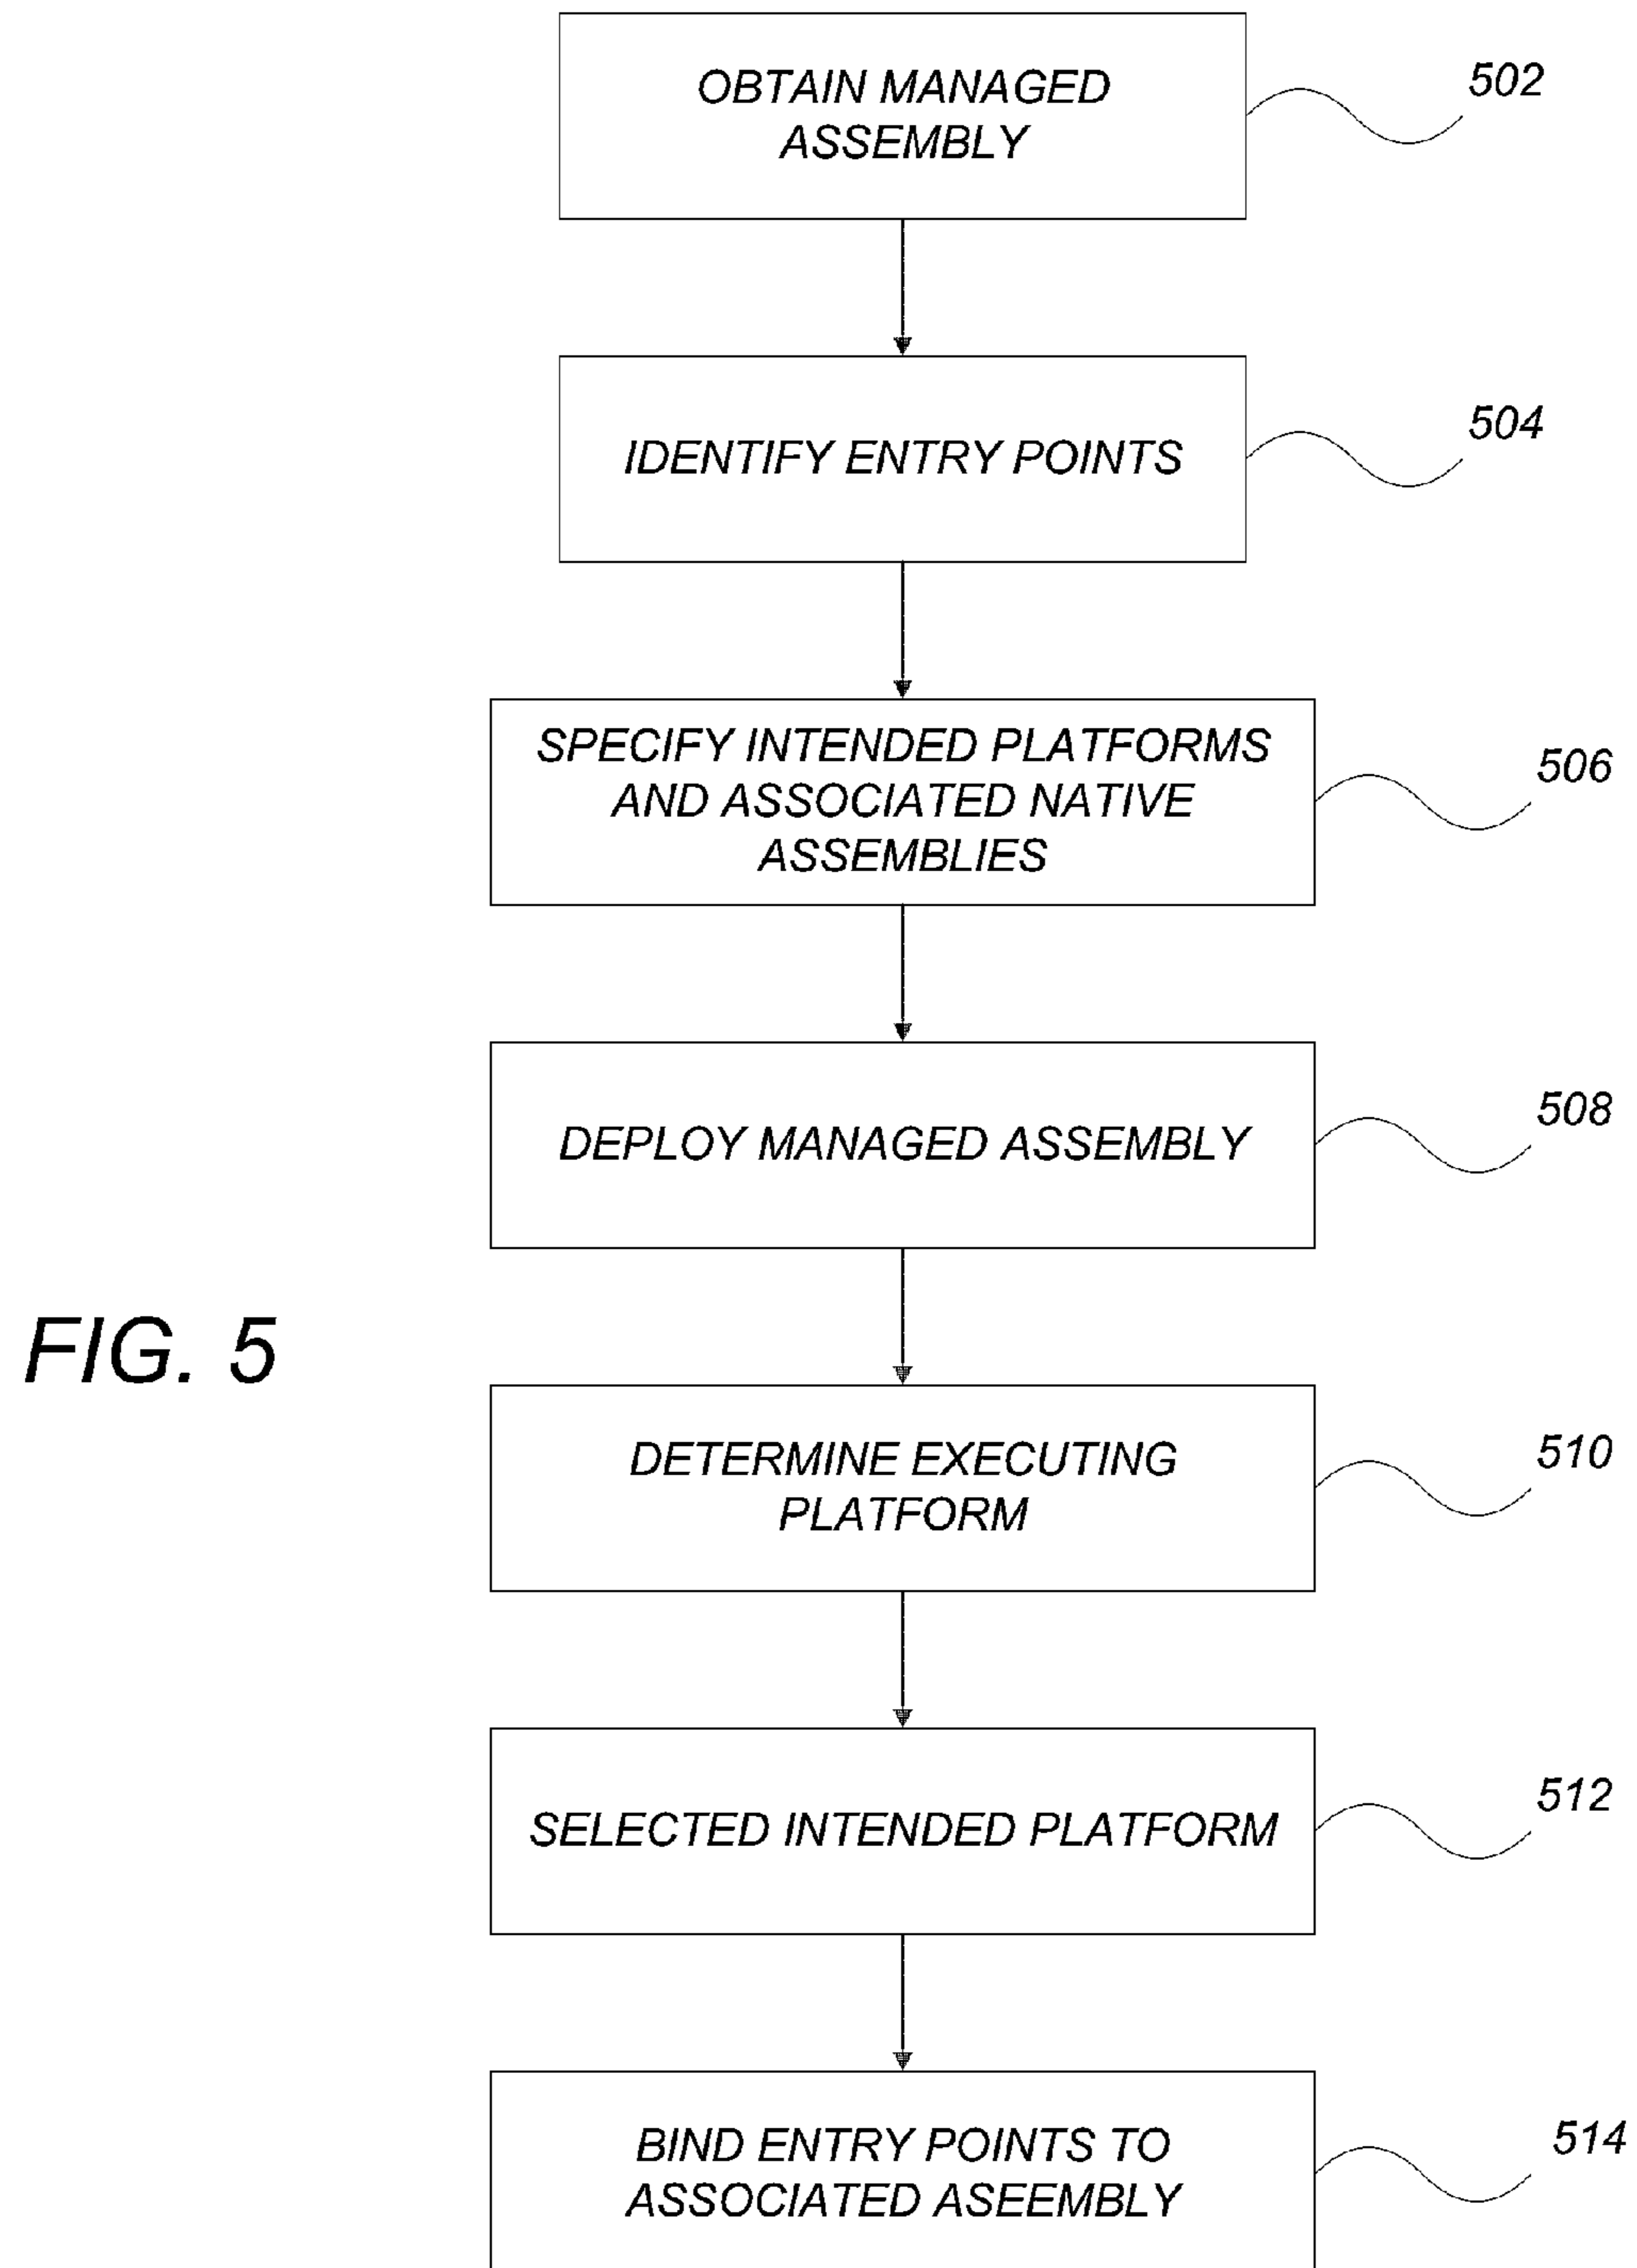 OBTAIN MANAGED
ASSEMBLY
502
IDENTIFY ENTRY POINTS
504
SPECIFY INTENDED PLATFORMS
AND ASSOCIATED NATIVE
ASSEMBLIES
506
DEPLOY MANAGED ASSEMBLY
508
FIG. 5
DETERMINE EXECUTING
PLATFORM
510
SELECTED INTENDED PLATFORM
512
BIND ENTRY POINTS TO
ASSOCIATED ASEEMBLY
514